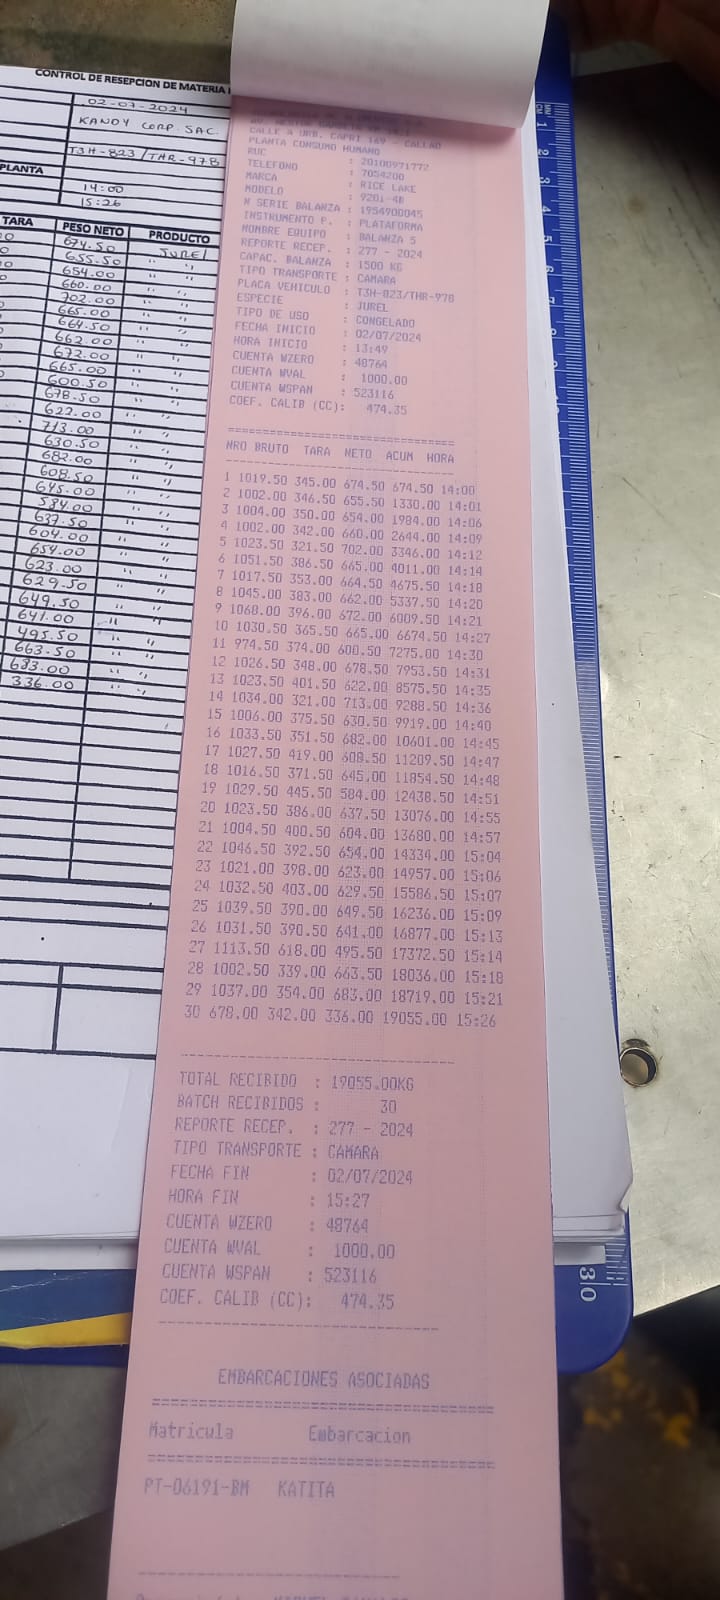 CONTROL DE RESEPCION DE MATERIA
02-07-2024
KANDY CORP. SAC.
T3H-823/THR-978
PLANTA
14:00
15:26
TARA PESO NETO PRODUCTO
674.50 JUREL
655.50 " "
654.00 " "
660.00 " "
702.00 " "
665.00 " "
664.50 " "
662.00 " "
672.00 " "
665.00 " "
600.50 " "
678.50 " "
622.00 " "
713.00 " "
630.50 " "
682.00 " "
608.50 " "
645.00 " "
584.00 " "
637.50 " "
604.00 " "
654.00 " "
623.00 " "
629.50 " "
649.50 " "
641.00 " "
495.50 " "
663.50 " "
683.00 " "
336.00 " "
CALLE A URB. CAPRI 149 - CALLAO
PLANTA CONSUMO HUMANO
RUC : 20100971772
TELEFONO : 7054200
MARCA : RICE LAKE
MODELO : 920i-4B
N SERIE BALANZA : 1954900045
INSTRUMENTO P. : PLATAFORMA
NOMBRE EQUIPO : BALANZA 5
REPORTE RECEP. : 277 - 2024
CAPAC. BALANZA : 1500 KG
TIPO TRANSPORTE : CAMARA
PLACA VEHICULO : T3H-823/THR-978
ESPECIE : JUREL
TIPO DE USO : CONGELADO
FECHA INICIO : 02/07/2024
HORA INICIO : 13:49
CUENTA WZERO : 48764
CUENTA WVAL : 1000.00
CUENTA WSPAN : 523116
COEF. CALIB (CC): 474.35
NRO BRUTO TARA NETO ACUM HORA
1 1019.50 345.00 674.50 674.50 14:00
2 1002.00 346.50 655.50 1330.00 14:01
3 1004.00 350.00 654.00 1984.00 14:06
4 1002.00 342.00 660.00 2644.00 14:09
5 1023.50 321.50 702.00 3346.00 14:12
6 1051.50 386.50 665.00 4011.00 14:14
7 1017.50 353.00 664.50 4675.50 14:18
8 1045.00 383.00 662.00 5337.50 14:20
9 1068.00 396.00 672.00 6009.50 14:21
10 1030.50 365.50 665.00 6674.50 14:27
11 974.50 374.00 600.50 7275.00 14:30
12 1026.50 348.00 678.50 7953.50 14:31
13 1023.50 401.50 622.00 8575.50 14:35
14 1034.00 321.00 713.00 9288.50 14:36
15 1006.00 375.50 630.50 9919.00 14:40
16 1033.50 351.50 682.00 10601.00 14:45
17 1027.50 419.00 608.50 11209.50 14:47
18 1016.50 371.50 645.00 11854.50 14:48
19 1029.50 445.50 584.00 12438.50 14:51
20 1023.50 386.00 637.50 13076.00 14:55
21 1004.50 400.50 604.00 13680.00 14:57
22 1046.50 392.50 654.00 14334.00 15:04
23 1021.00 398.00 623.00 14957.00 15:06
24 1032.50 403.00 629.50 15586.50 15:07
25 1039.50 390.00 649.50 16236.00 15:09
26 1031.50 390.50 641.00 16877.00 15:13
27 1113.50 618.00 495.50 17372.50 15:14
28 1002.50 339.00 663.50 18036.00 15:18
29 1037.00 354.00 683.00 18719.00 15:21
30 678.00 342.00 336.00 19055.00 15:26
TOTAL RECIBIDO : 19055.00KG
BATCH RECIBIDOS : 30
REPORTE RECEP. : 277 - 2024
TIPO TRANSPORTE : CAMARA
FECHA FIN : 02/07/2024
HORA FIN : 15:27
CUENTA WZERO : 48764
CUENTA WVAL : 1000.00
CUENTA WSPAN : 523116
COEF. CALIB (CC): 474.35
EMBARCACIONES ASOCIADAS
Matricula Embarcacion
PT-06191-BM KATITA
30